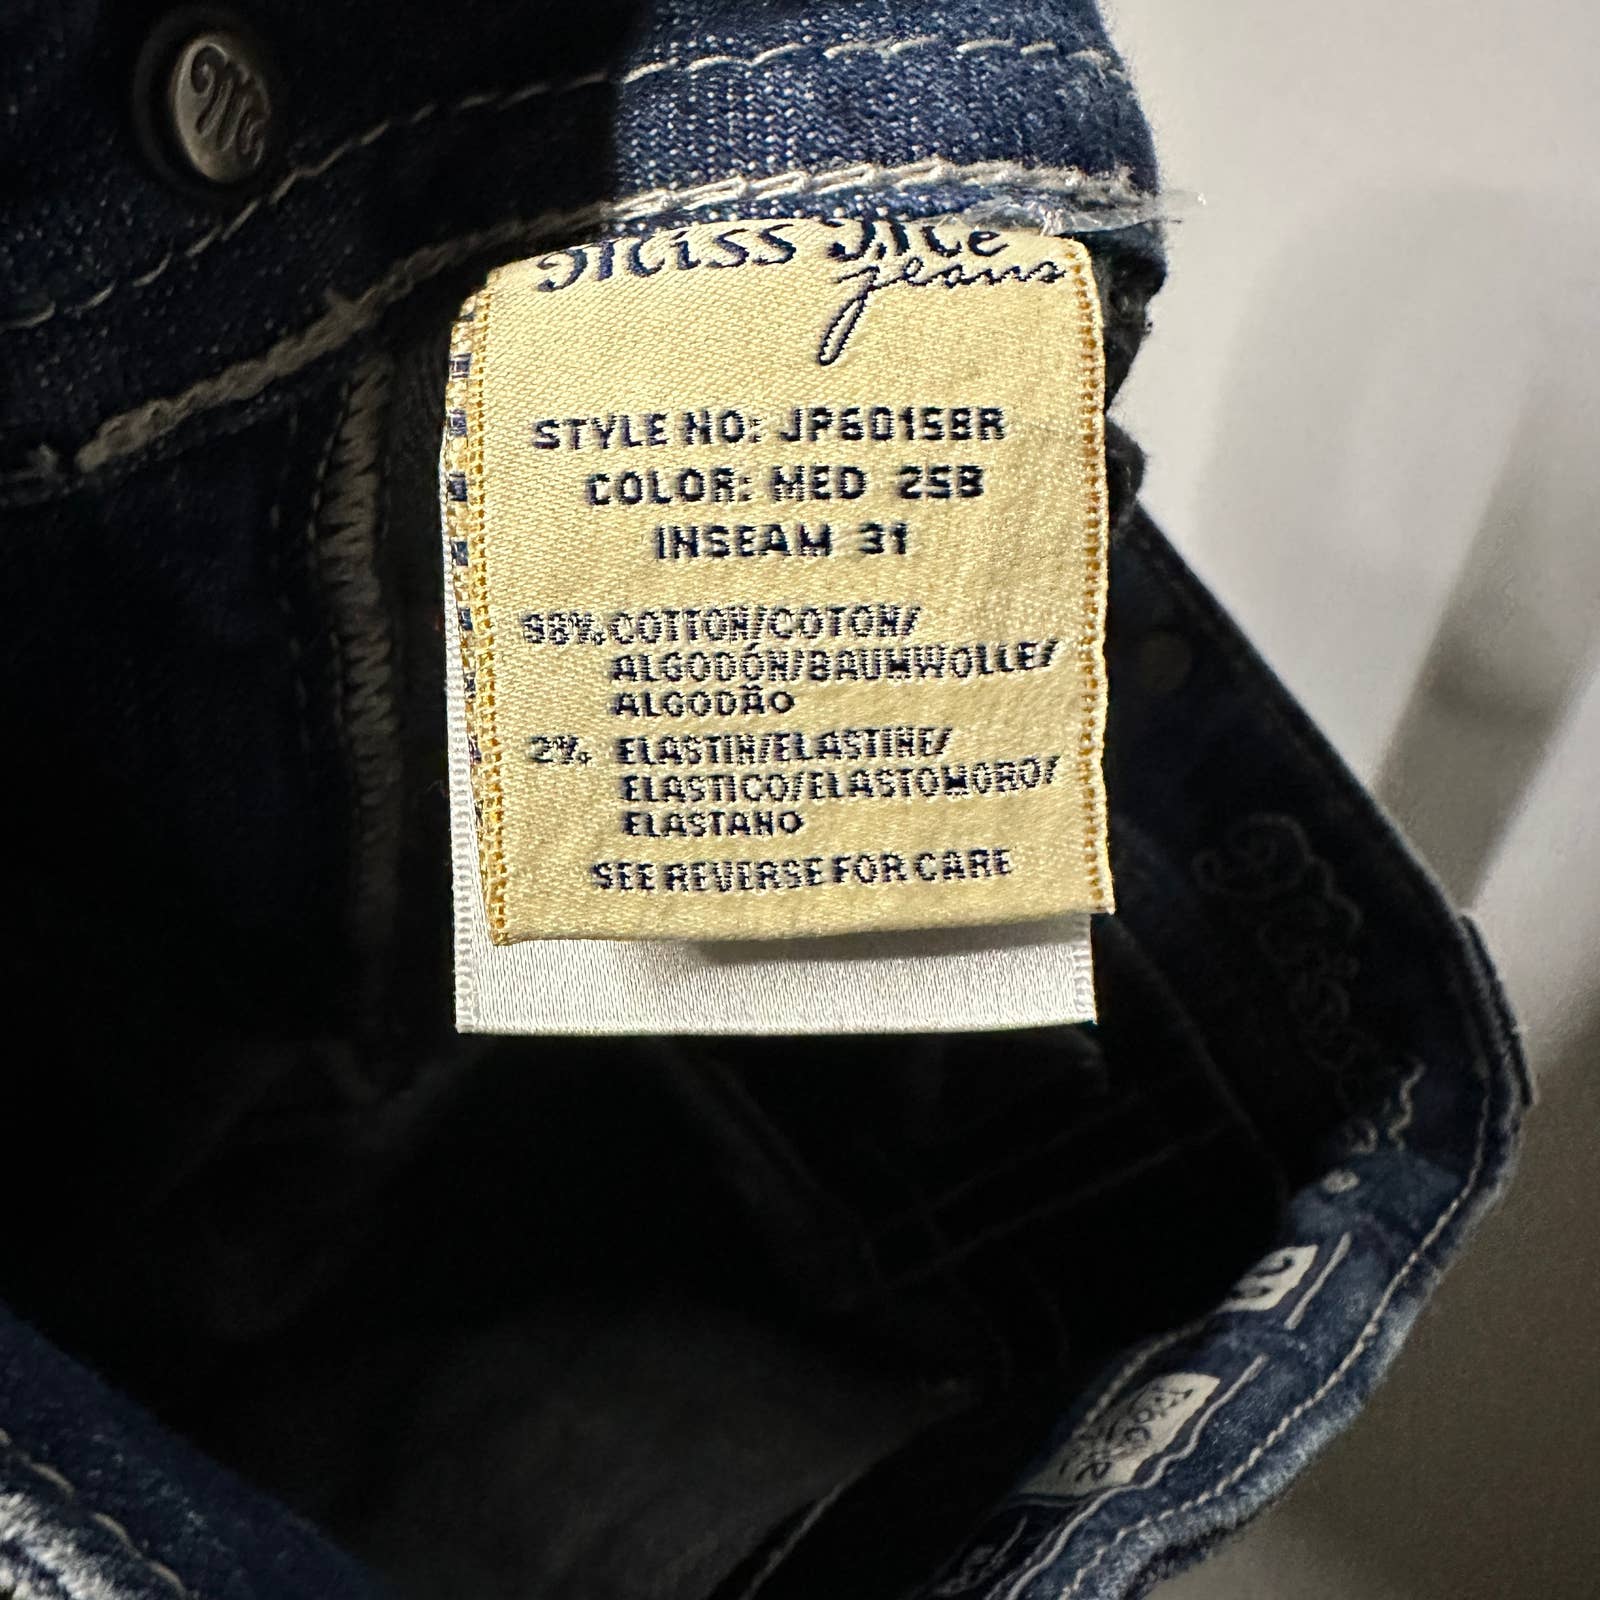 M
Miss Me
jeans
STYLE NO: JP6015BR
COLOR: MED 25B
INSEAM 31
98% COTTON/COTON/
ALGODÓN/BAUMWOLLE/
ALGODÃO
2% ELASTIN/ELASTINE/
ELASTICO/ELASTOMORO/
ELASTANO
SEE REVERSE FOR CARE